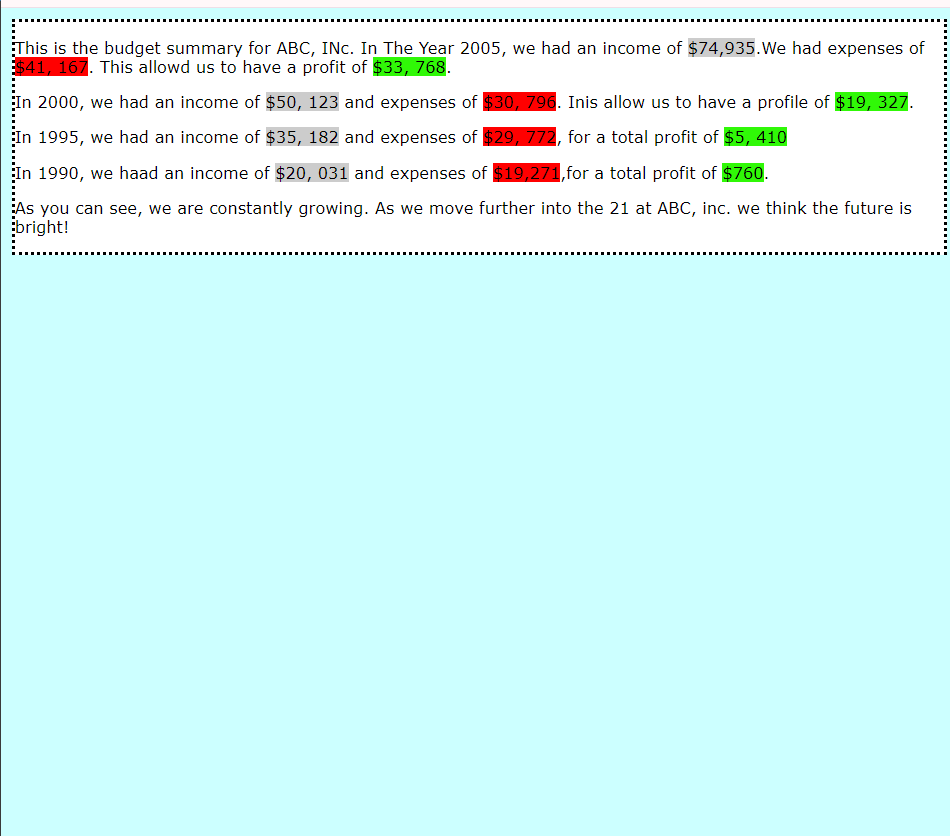 This is the budget summary for ABC, INc. In The Year 2005, we had an income of $74,935.We had expenses of
$41, 167. This allowd us to have a profit of $33, 768.
In 2000, we had an income of $50, 123 and expenses of $30, 796. Inis allow us to have a profile of $19, 327.
In 1995, we had an income of $35, 182 and expenses of $29, 772, for a total profit of $5, 410
In 1990, we haad an income of $20, 031 and expenses of $19,271,for a total profit of $760.
As you can see, we are constantly growing. As we move further into the 21 at ABC, inc. we think the future is
bright!